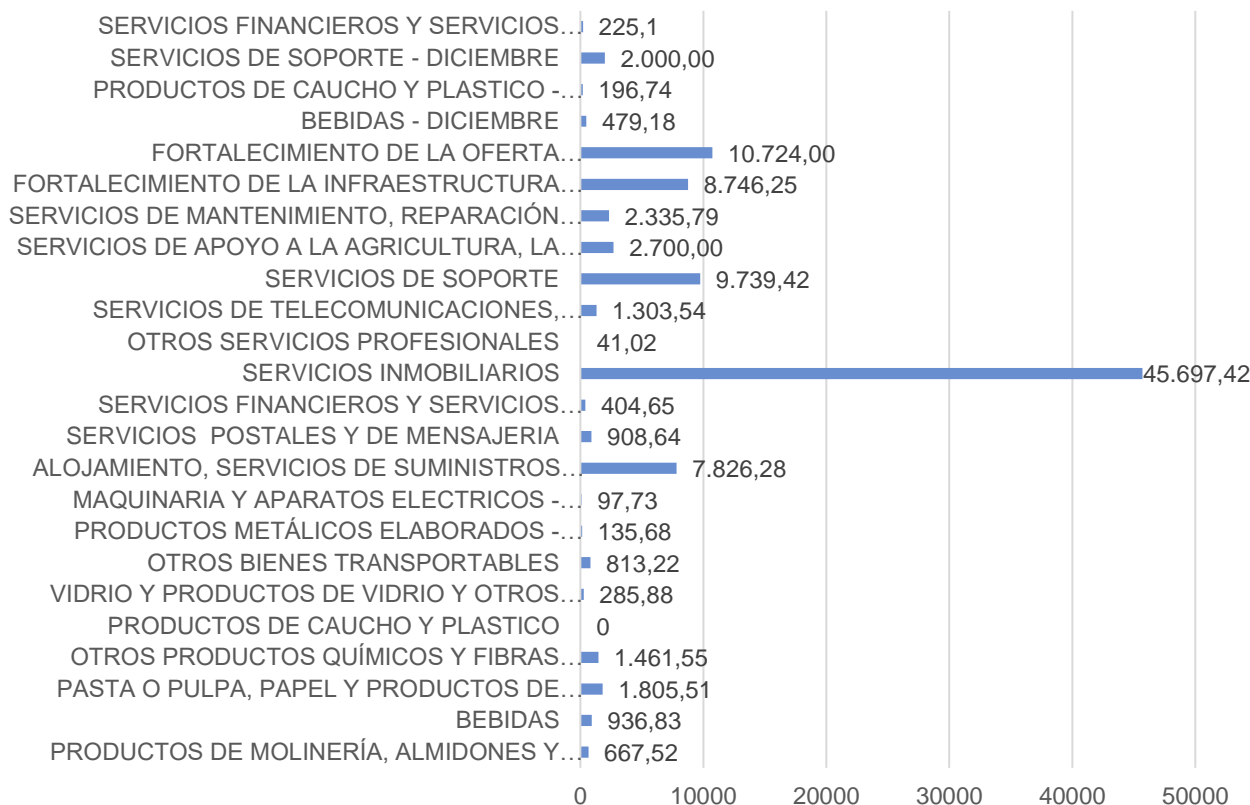 SERVICIOS FINANCIEROS Y SERVICIOS… 225,1
SERVICIOS DE SOPORTE - DICIEMBRE 2.000,00
PRODUCTOS DE CAUCHO Y PLASTICO -… 196,74
BEBIDAS - DICIEMBRE 479,18
FORTALECIMIENTO DE LA OFERTA… 10.724,00
FORTALECIMIENTO DE LA INFRAESTRUCTURA… 8.746,25
SERVICIOS DE MANTENIMIENTO, REPARACIÓN… 2.335,79
SERVICIOS DE APOYO A LA AGRICULTURA, LA… 2.700,00
SERVICIOS DE SOPORTE 9.739,42
SERVICIOS DE TELECOMUNICACIONES,… 1.303,54
OTROS SERVICIOS PROFESIONALES 41,02
SERVICIOS INMOBILIARIOS 45.697,42
SERVICIOS FINANCIEROS Y SERVICIOS… 404,65
SERVICIOS  POSTALES Y DE MENSAJERIA 908,64
ALOJAMIENTO, SERVICIOS DE SUMINISTROS… 7.826,28
MAQUINARIA Y APARATOS ELECTRICOS -… 97,73
PRODUCTOS METÁLICOS ELABORADOS -… 135,68
OTROS BIENES TRANSPORTABLES 813,22
VIDRIO Y PRODUCTOS DE VIDRIO Y OTROS… 285,88
PRODUCTOS DE CAUCHO Y PLASTICO 0
OTROS PRODUCTOS QUÍMICOS Y FIBRAS… 1.461,55
PASTA O PULPA, PAPEL Y PRODUCTOS DE… 1.805,51
BEBIDAS 936,83
PRODUCTOS DE MOLINERÍA, ALMIDONES Y… 667,52
0 10000 20000 30000 40000 50000